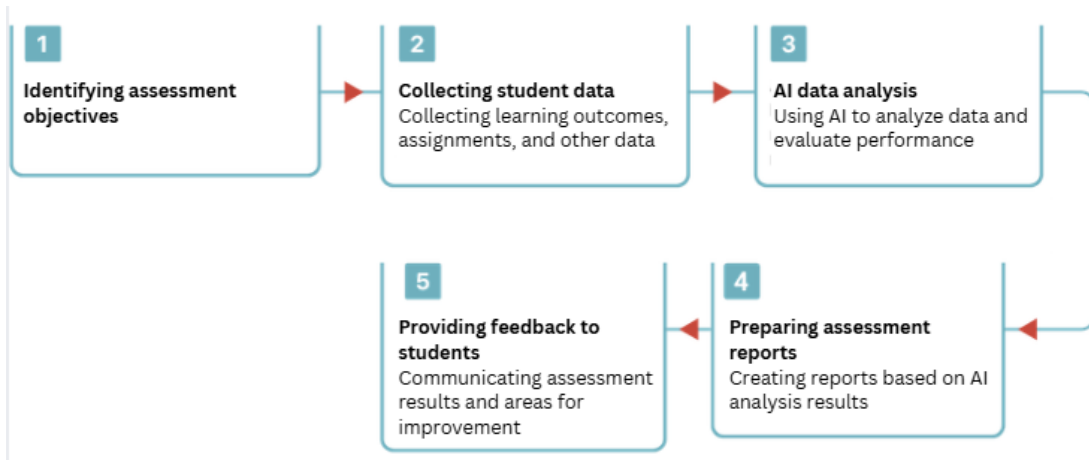 1
Identifying assessment
objectives
2
Collecting student data
Collecting learning outcomes,
assignments, and other data
3
AI data analysis
Using AI to analyze data and
evaluate performance
4
Preparing assessment
reports
Creating reports based on AI
analysis results
5
Providing feedback to
students
Communicating assessment
results and areas for
improvement